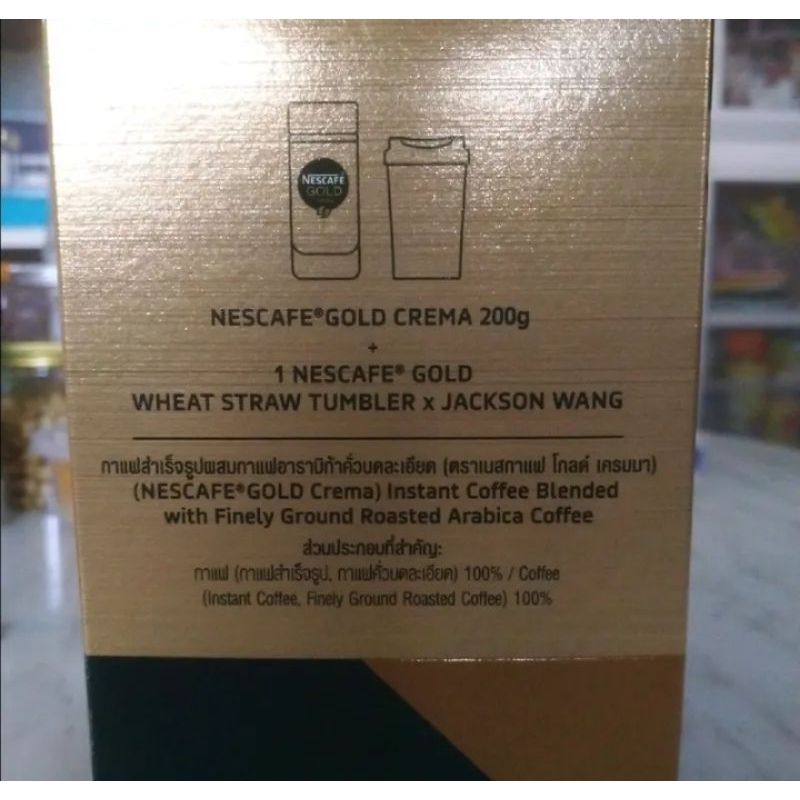 NESCAFE
GOLD
NESCAFE®GOLD CREMA 200g
+
1 NESCAFE® GOLD
WHEAT STRAW TUMBLER x JACKSON WANG
กาแฟสำเร็จรูปผสมกาแฟอาราบิก้าคั่วบดละเอียด (ตราเนสกาแฟ โกลด์ เครมมา)
(NESCAFE®GOLD Crema) Instant Coffee Blended
with Finely Ground Roasted Arabica Coffee
ส่วนประกอบที่สำคัญ:
กาแฟ (กาแฟสำเร็จรูป, กาแฟคั่วบดละเอียด) 100% / Coffee
(Instant Coffee, Finely Ground Roasted Coffee) 100%